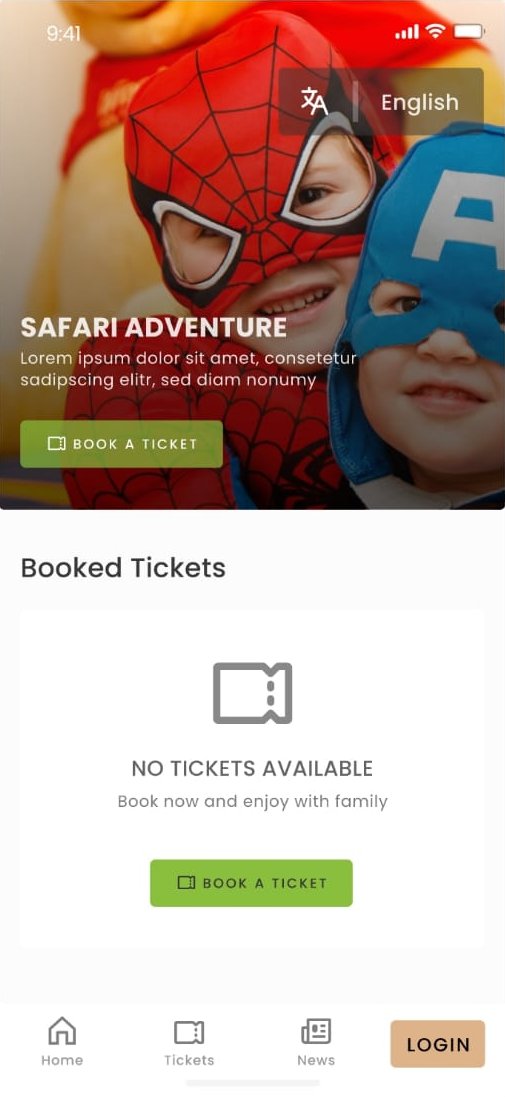 9:41
English
A
SAFARI ADVENTURE
Lorem ipsum dolor sit amet, consetetur
sadipscing elitr, sed diam nonumy
BOOK A TICKET
Booked Tickets
NO TICKETS AVAILABLE
Book now and enjoy with family
BOOK A TICKET
Home
Tickets
News
LOGIN